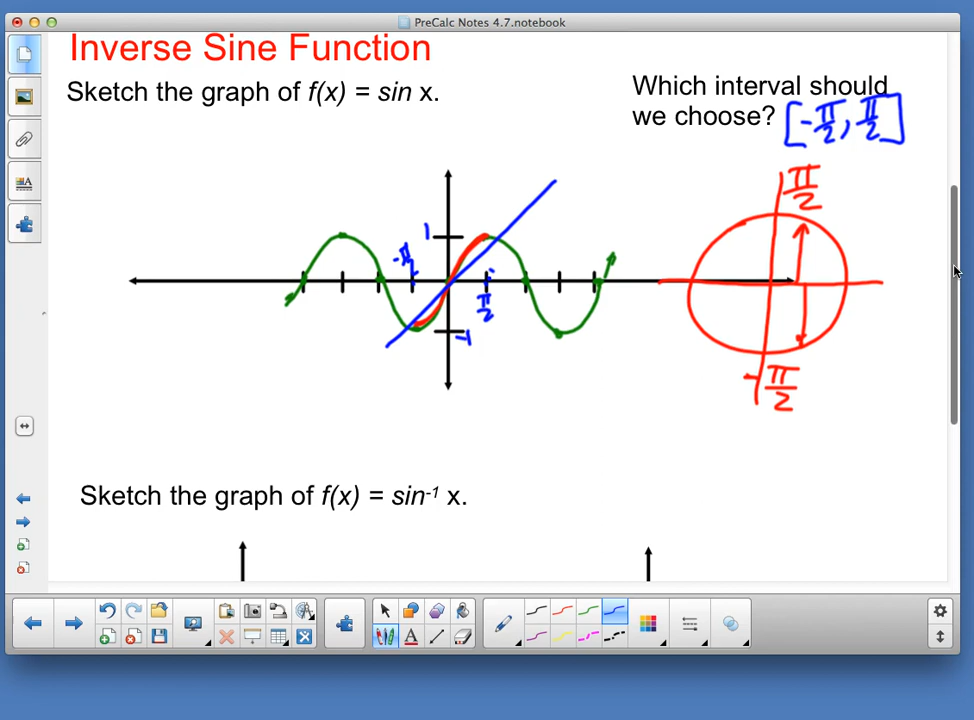 PreCalc Notes 4.7.notebook
Inverse Sine Function
Sketch the graph of f(x) = sin x.
Which interval should
we choose? [-π/2, π/2]
π/2
1
-π/2
π/2
-1
-π/2
Sketch the graph of f(x) = sin⁻¹ x.